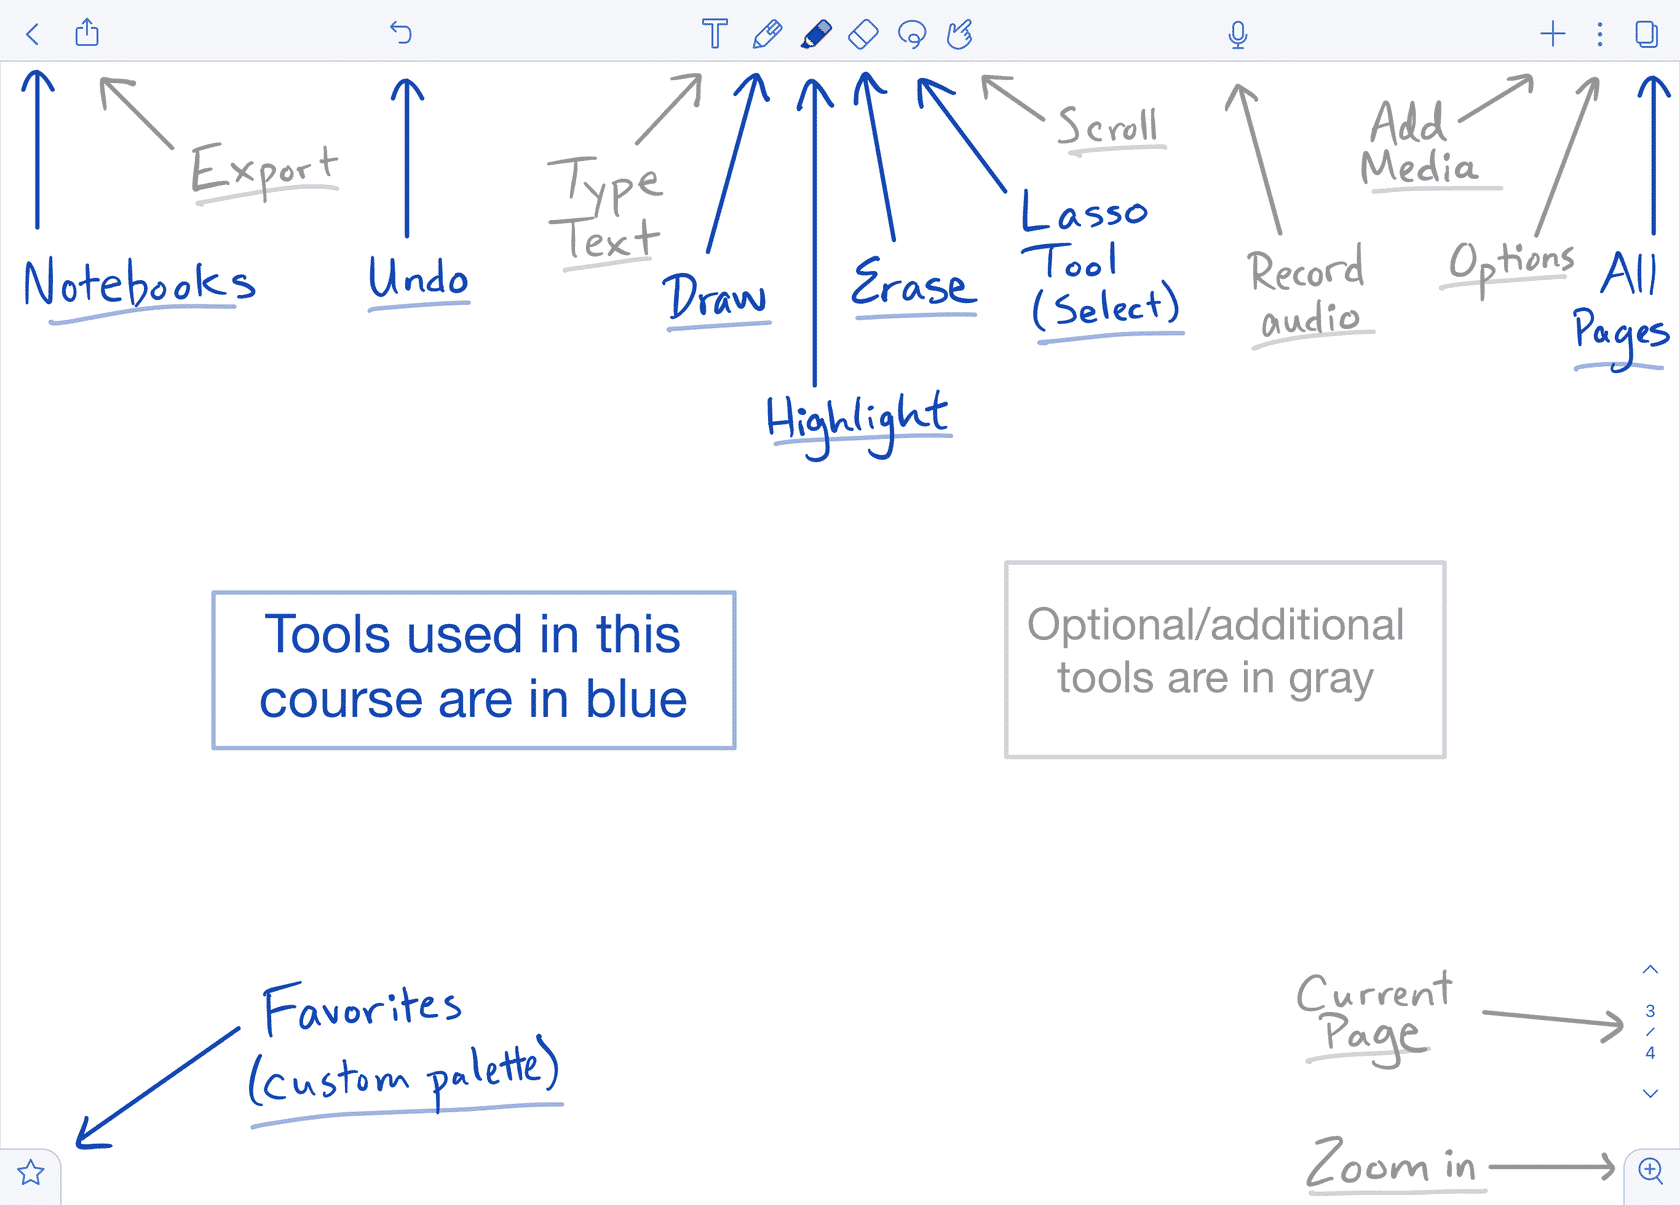 T
Export
Notebooks
Undo
Type
Text
Draw
Highlight
Erase
Lasso
Tool
(Select)
Scroll
Record
audio
Add
Media
Options
All
Pages
Tools used in this
course are in blue
Optional/additional
tools are in gray
Favorites
(custom palette)
Current
Page
3
/
4
Zoom in